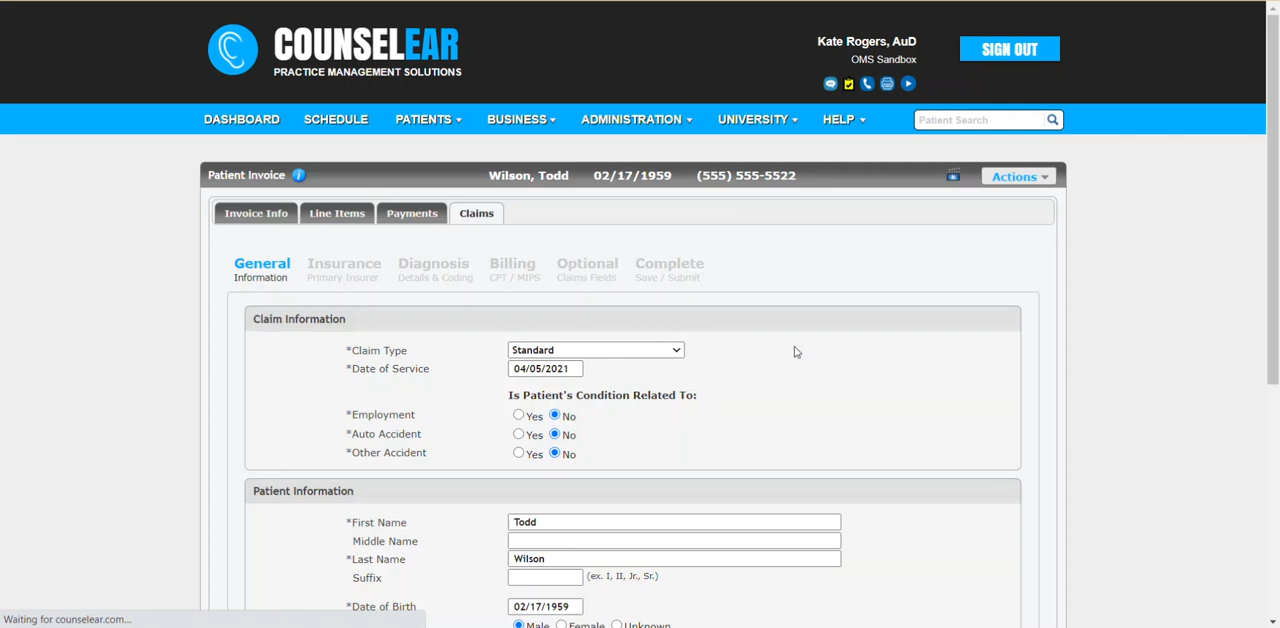 COUNSELEAR
PRACTICE MANAGEMENT SOLUTIONS
Kate Rogers, AuD
OMS Sandbox
SIGN OUT
DASHBOARD SCHEDULE PATIENTS BUSINESS ADMINISTRATION UNIVERSITY HELP Patient Search
Patient Invoice i Wilson, Todd 02/17/1959 (555) 555-5522 Actions
Invoice Info Line Items Payments Claims
General Insurance Diagnosis Billing Optional Complete
Information Primary Insurer Details & Coding CPT / MIPS Claims Fields Save / Submit
Claim Information
*Claim Type Standard
*Date of Service 04/05/2021
Is Patient's Condition Related To:
*Employment Yes No
*Auto Accident Yes No
*Other Accident Yes No
Patient Information
*First Name Todd
Middle Name
*Last Name Wilson
Suffix (ex. I, II, Jr., Sr.)
*Date of Birth 02/17/1959
Male Female Unknown
Waiting for counselear.com...